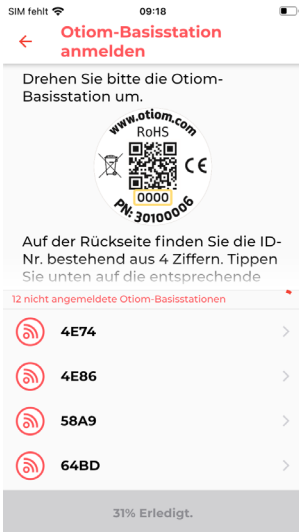 SIM fehlt 09:18
Otiom-Basisstation
anmelden
Drehen Sie bitte die Otiom-
Basisstation um.
www.otiom.com
RoHS
CE
0000
PN: 30100006
Auf der Rückseite finden Sie die ID-
Nr. bestehend aus 4 Ziffern. Tippen
Sie unten auf die entsprechende
12 nicht angemeldete Otiom-Basisstationen
4E74
4E86
58A9
64BD
31% Erledigt.